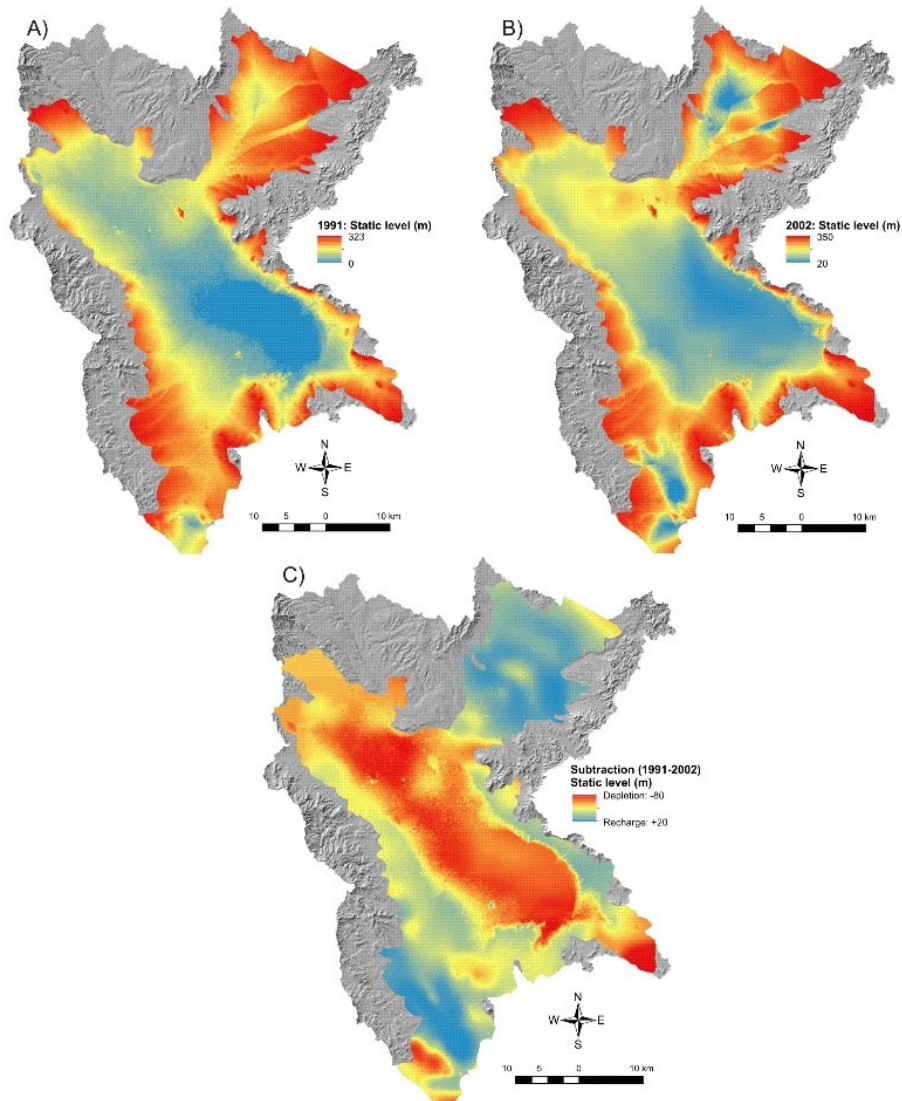 A)
1991: Static level (m)
323
0
N
W E
S
10 5 0 10 km
B)
2002: Static level (m)
350
20
N
W E
S
10 5 0 10 km
C)
Subtraction (1991-2002)
Static level (m)
Depletion: -80
Recharge: +20
N
W E
S
10 5 0 10 km